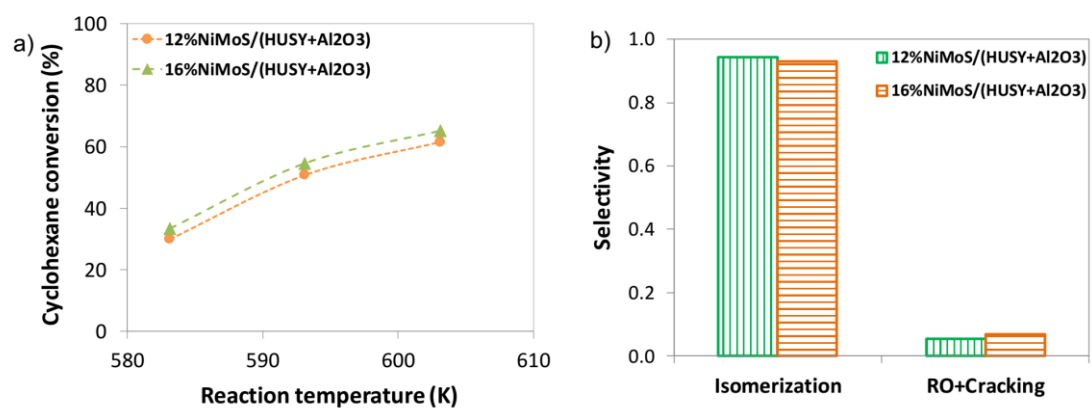 a)
Cyclohexane conversion (%)
100
80
60
40
20
0
12%NiMoS/(HUSY+Al2O3)
16%NiMoS/(HUSY+Al2O3)
580
590
600
610
Reaction temperature (K)
b)
Selectivity
1.0
0.8
0.6
0.4
0.2
0.0
12%NiMoS/(HUSY+Al2O3)
16%NiMoS/(HUSY+Al2O3)
Isomerization
RO+Cracking